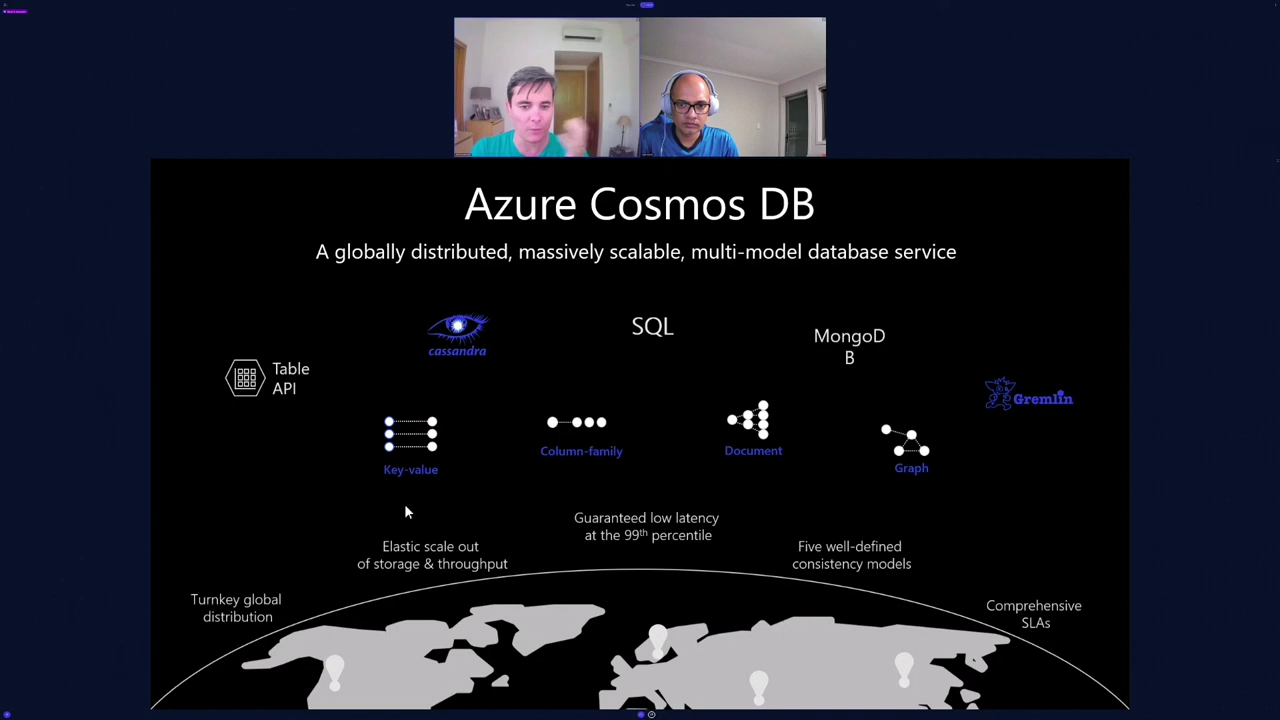 Azure Cosmos DB
A globally distributed, massively scalable, multi-model database service
cassandra
SQL
MongoD
B
Table
API
Gremlin
Key-value
Column-family
Document
Graph
Guaranteed low latency
at the 99th percentile
Elastic scale out
of storage & throughput
Five well-defined
consistency models
Turnkey global
distribution
Comprehensive
SLAs